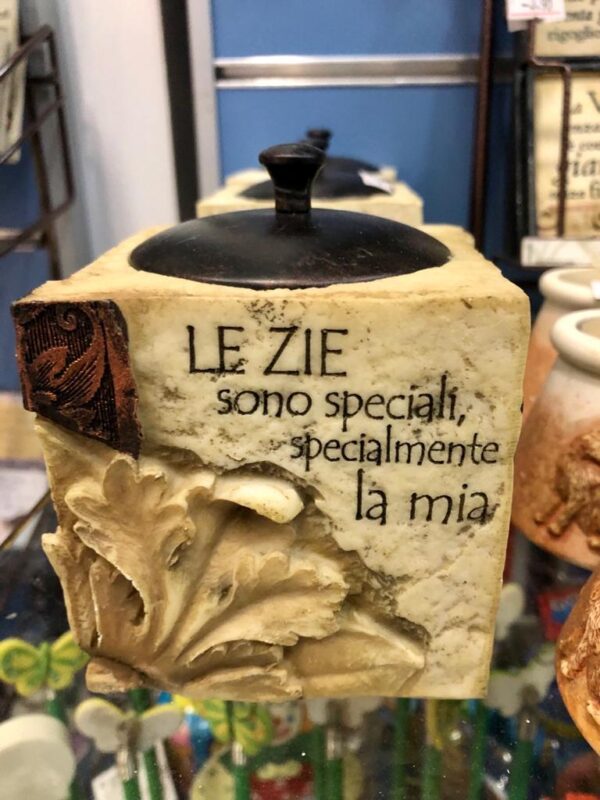 LE ZIE
sono speciali,
specialmente
la mia